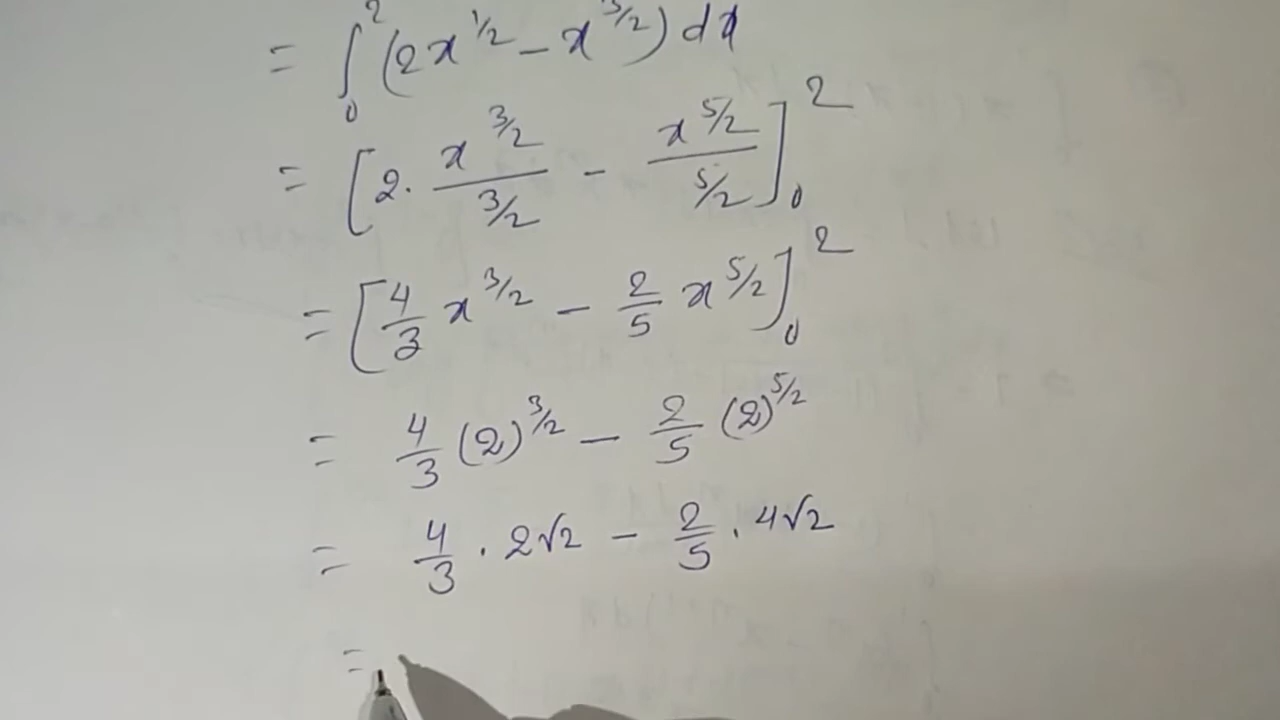 = ∫₀² (2x^{1/2} – x^{3/2}) dx
= [2. x^{3/2}/(3/2) – x^{5/2}/(5/2)]₀²
= [4/3 x^{3/2} – 2/5 x^{5/2}]₀²
= 4/3 (2)^{3/2} – 2/5 (2)^{5/2}
= 4/3 . 2√2 – 2/5 . 4√2
=